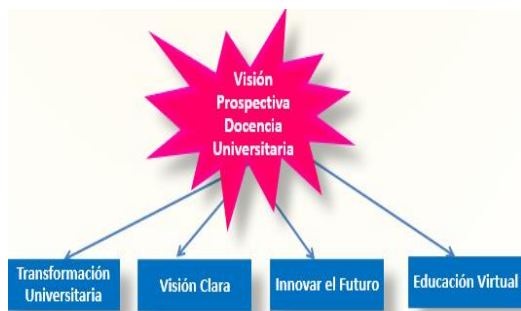 Visión
Prospectiva
Docencia
Universitaria
Transformación
Universitaria
Visión Clara
Innovar el Futuro
Educación Virtual